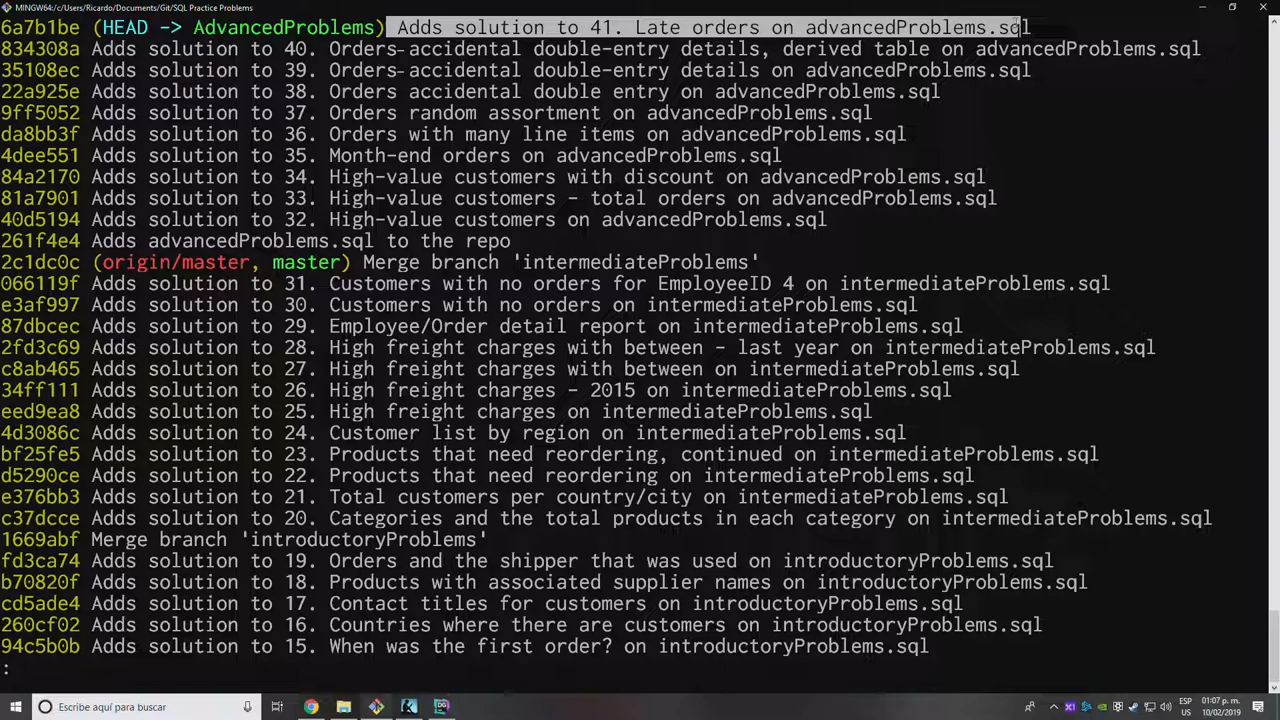 MINGW64:/c/Users/Ricardo/Documents/Git/SQL Practice Problems
6a7b1be (HEAD -> AdvancedProblems) Adds solution to 41. Late orders on advancedProblems.sql
834308a Adds solution to 40. Orders-accidental double-entry details, derived table on advancedProblems.sql
35108ec Adds solution to 39. Orders-accidental double-entry details on advancedProblems.sql
22a925e Adds solution to 38. Orders accidental double entry on advancedProblems.sql
9ff5052 Adds solution to 37. Orders random assortment on advancedProblems.sql
da8bb3f Adds solution to 36. Orders with many line items on advancedProblems.sql
4dee551 Adds solution to 35. Month-end orders on advancedProblems.sql
84a2170 Adds solution to 34. High-value customers with discount on advancedProblems.sql
81a7901 Adds solution to 33. High-value customers - total orders on advancedProblems.sql
40d5194 Adds solution to 32. High-value customers on advancedProblems.sql
261f4e4 Adds advancedProblems.sql to the repo
2c1dc0c (origin/master, master) Merge branch 'intermediateProblems'
066119f Adds solution to 31. Customers with no orders for EmployeeID 4 on intermediateProblems.sql
e3af997 Adds solution to 30. Customers with no orders on intermediateProblems.sql
87dbcec Adds solution to 29. Employee/Order detail report on intermediateProblems.sql
2fd3c69 Adds solution to 28. High freight charges with between - last year on intermediateProblems.sql
c8ab465 Adds solution to 27. High freight charges with between on intermediateProblems.sql
34ff111 Adds solution to 26. High freight charges - 2015 on intermediateProblems.sql
eed9ea8 Adds solution to 25. High freight charges on intermediateProblems.sql
4d3086c Adds solution to 24. Customer list by region on intermediateProblems.sql
bf25fe5 Adds solution to 23. Products that need reordering, continued on intermediateProblems.sql
d5290ce Adds solution to 22. Products that need reordering on intermediateProblems.sql
e376bb3 Adds solution to 21. Total customers per country/city on intermediateProblems.sql
c37dcce Adds solution to 20. Categories and the total products in each category on intermediateProblems.sql
1669abf Merge branch 'introductoryProblems'
fd3ca74 Adds solution to 19. Orders and the shipper that was used on introductoryProblems.sql
b70820f Adds solution to 18. Products with associated supplier names on introductoryProblems.sql
cd5ade4 Adds solution to 17. Contact titles for customers on introductoryProblems.sql
260cf02 Adds solution to 16. Countries where there are customers on introductoryProblems.sql
94c5b0b Adds solution to 15. When was the first order? on introductoryProblems.sql
:
Escribe aquí para buscar
ESP
US
01:07 p. m.
10/02/2019